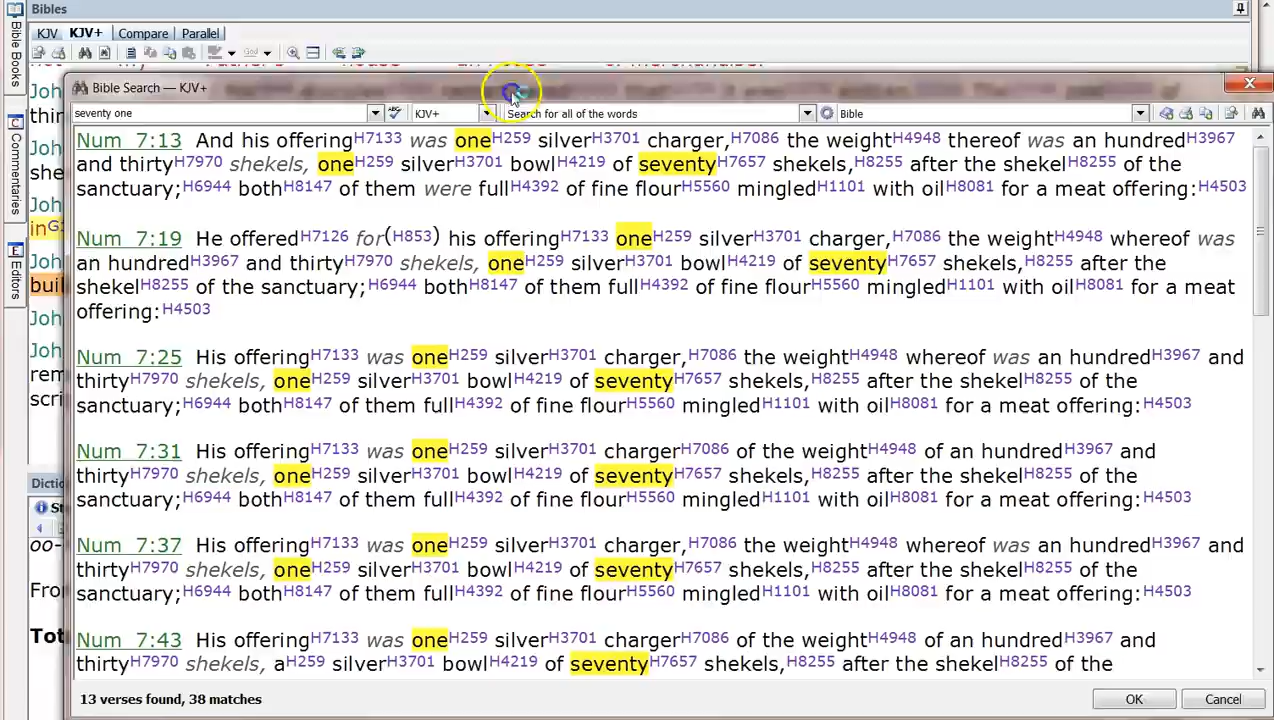 Bibles
KJV KJV+ Compare Parallel
Bible Books
Commentaries
Editors
Bible Search — KJV+
seventy one KJV+ Search for all of the words Bible
Num 7:13 And his offeringH7133 was oneH259 silverH3701 charger,H7086 the weightH4948 thereof was an hundredH3967
and thirtyH7970 shekels, oneH259 silverH3701 bowlH4219 of seventyH7657 shekels,H8255 after the shekelH8255 of the
sanctuary;H6944 bothH8147 of them were fullH4392 of fine flourH5560 mingledH1101 with oilH8081 for a meat offering:H4503
Num 7:19 He offeredH7126 for(H853) his offeringH7133 oneH259 silverH3701 charger,H7086 the weightH4948 whereof was
an hundredH3967 and thirtyH7970 shekels, oneH259 silverH3701 bowlH4219 of seventyH7657 shekels,H8255 after the
shekelH8255 of the sanctuary;H6944 bothH8147 of them fullH4392 of fine flourH5560 mingledH1101 with oilH8081 for a meat
offering:H4503
Num 7:25 His offeringH7133 was oneH259 silverH3701 charger,H7086 the weightH4948 whereof was an hundredH3967 and
thirtyH7970 shekels, oneH259 silverH3701 bowlH4219 of seventyH7657 shekels,H8255 after the shekelH8255 of the
sanctuary;H6944 bothH8147 of them fullH4392 of fine flourH5560 mingledH1101 with oilH8081 for a meat offering:H4503
Num 7:31 His offeringH7133 was oneH259 silverH3701 chargerH7086 of the weightH4948 of an hundredH3967 and
thirtyH7970 shekels, oneH259 silverH3701 bowlH4219 of seventyH7657 shekels,H8255 after the shekelH8255 of the
sanctuary;H6944 bothH8147 of them fullH4392 of fine flourH5560 mingledH1101 with oilH8081 for a meat offering:H4503
Num 7:37 His offeringH7133 was oneH259 silverH3701 charger,H7086 the weightH4948 whereof was an hundredH3967 and
thirtyH7970 shekels, oneH259 silverH3701 bowlH4219 of seventyH7657 shekels,H8255 after the shekelH8255 of the
sanctuary;H6944 bothH8147 of them fullH4392 of fine flourH5560 mingledH1101 with oilH8081 for a meat offering:H4503
Num 7:43 His offeringH7133 was oneH259 silverH3701 chargerH7086 of the weightH4948 of an hundredH3967 and
thirtyH7970 shekels, aH259 silverH3701 bowlH4219 of seventyH7657 shekels,H8255 after the shekelH8255 of the
13 verses found, 38 matches OK Cancel